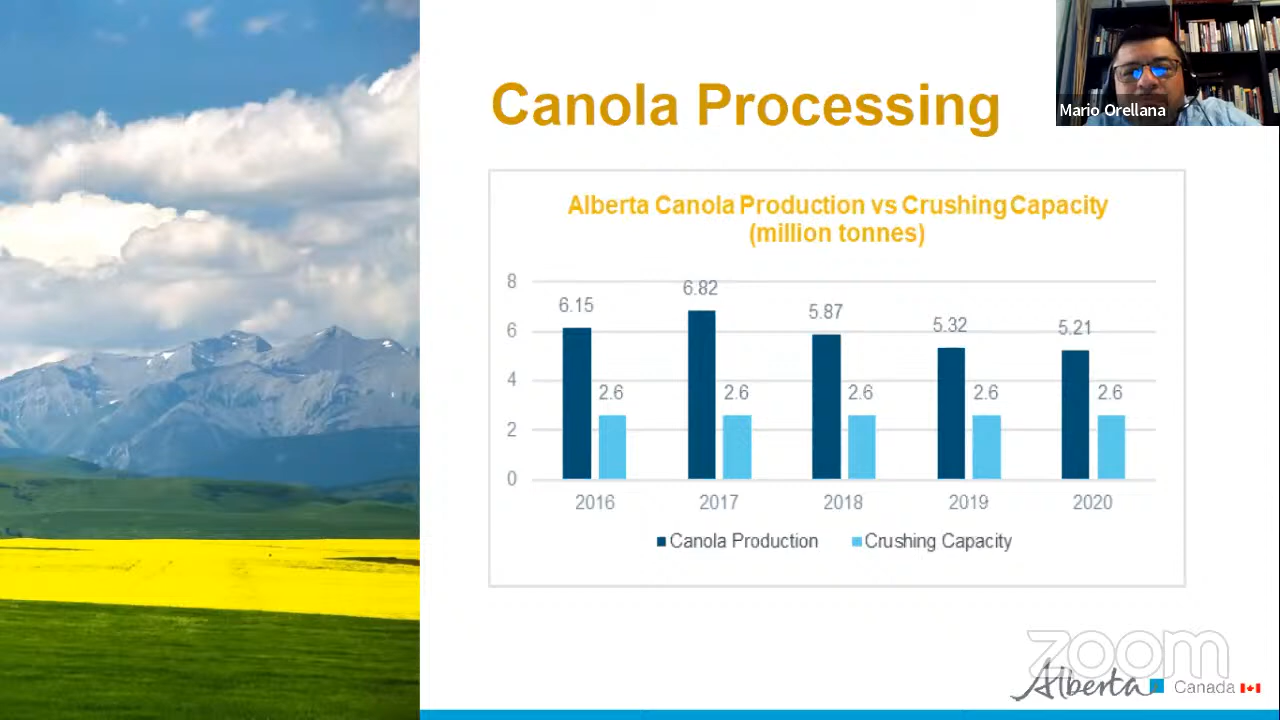 Canola Processing
Mario Orellana
Alberta Canola Production vs Crushing Capacity
(million tonnes)
8
6
4
2
0
6.15
2.6
6.82
2.6
5.87
2.6
5.32
2.6
5.21
2.6
2016
2017
2018
2019
2020
Canola Production
Crushing Capacity
zoom
Alberta
Canada